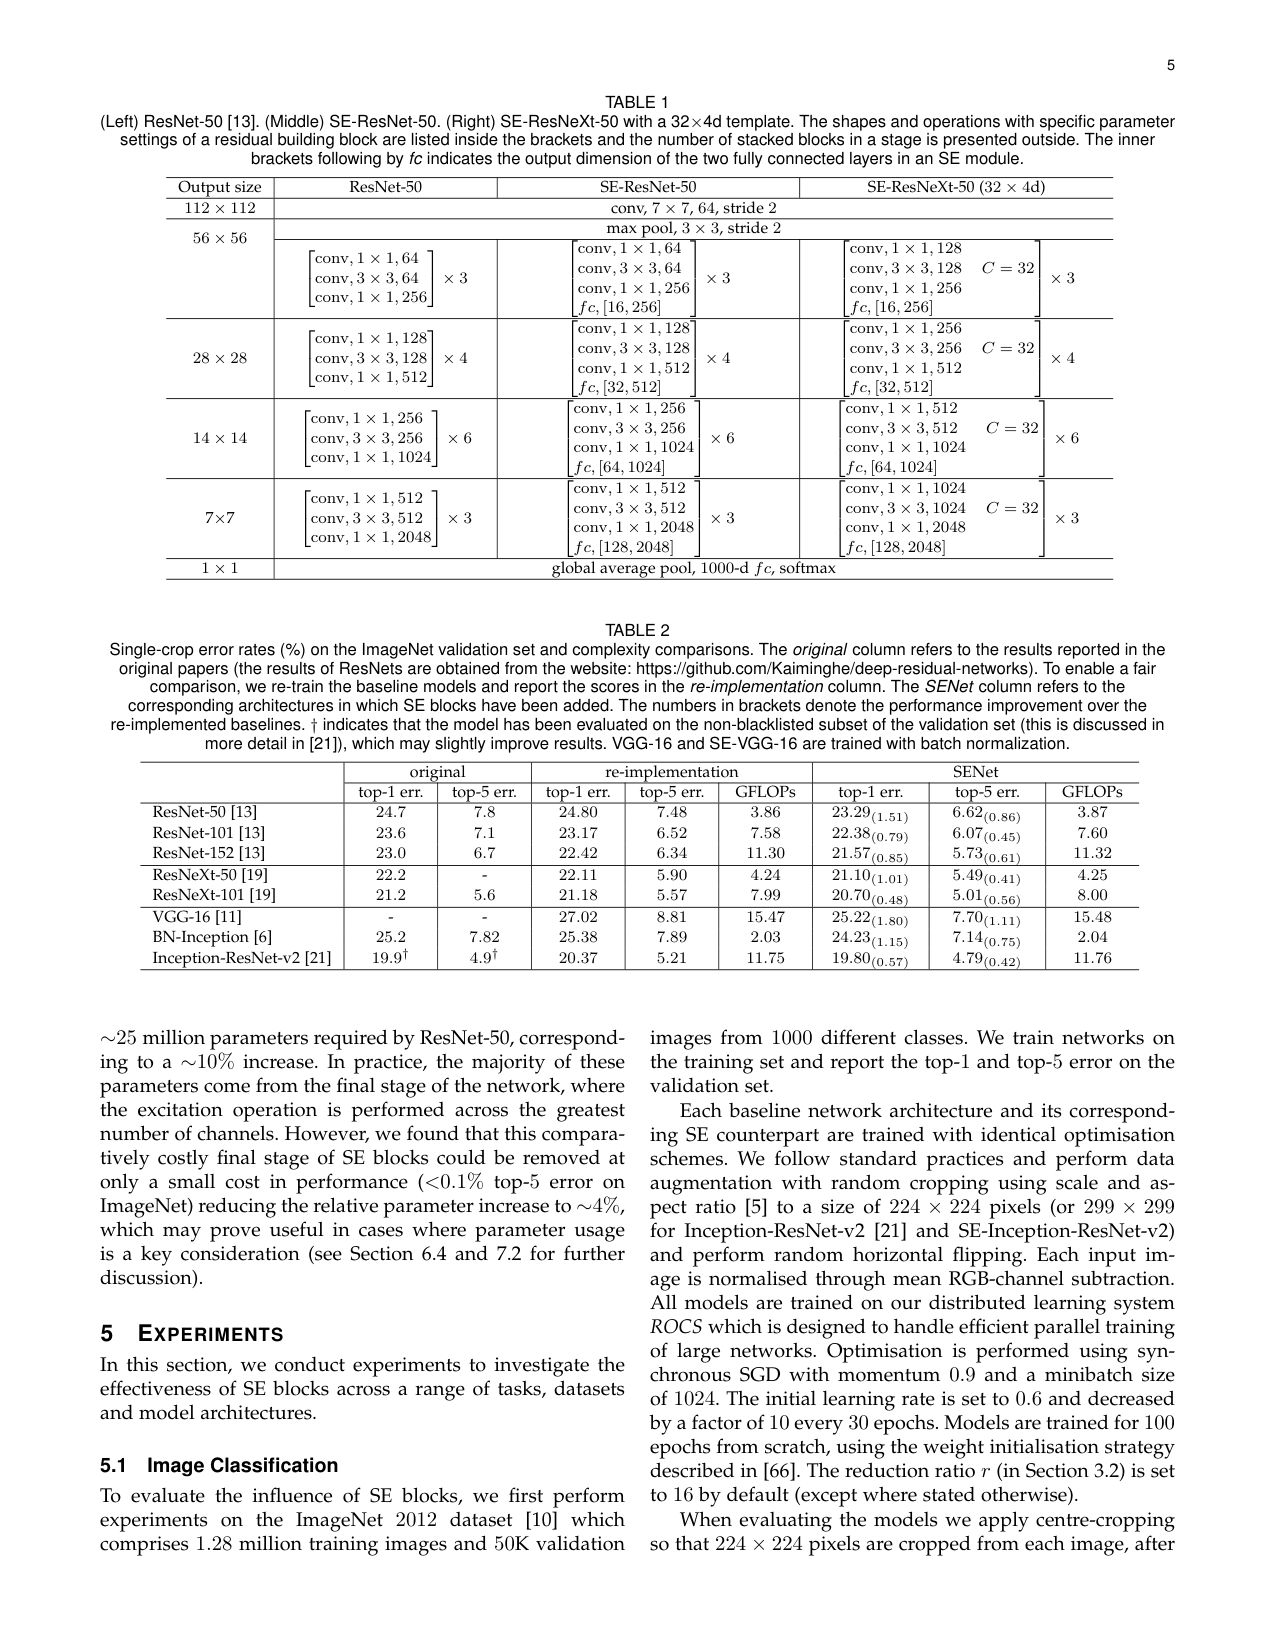 5
TABLE 1
(Left) ResNet-50 [13]. (Middle) SE-ResNet-50. (Right) SE-ResNeXt-50 with a 32×4d template. The shapes and operations with specific parameter
settings of a residual building block are listed inside the brackets and the number of stacked blocks in a stage is presented outside. The inner
brackets following by fc indicates the output dimension of the two fully connected layers in an SE module.
Output size ResNet-50 SE-ResNet-50 SE-ResNeXt-50 (32 × 4d)
112 × 112 conv, 7 × 7, 64, stride 2
56 × 56 max pool, 3 × 3, stride 2
[conv, 1 × 1, 64
conv, 3 × 3, 64
conv, 1 × 1, 256] × 3
[conv, 1 × 1, 64
conv, 3 × 3, 64
conv, 1 × 1, 256
fc, [16, 256]] × 3
[conv, 1 × 1, 128
conv, 3 × 3, 128 C = 32
conv, 1 × 1, 256
fc, [16, 256]] × 3
28 × 28
[conv, 1 × 1, 128
conv, 3 × 3, 128
conv, 1 × 1, 512] × 4
[conv, 1 × 1, 128
conv, 3 × 3, 128
conv, 1 × 1, 512
fc, [32, 512]] × 4
[conv, 1 × 1, 256
conv, 3 × 3, 256 C = 32
conv, 1 × 1, 512
fc, [32, 512]] × 4
14 × 14
[conv, 1 × 1, 256
conv, 3 × 3, 256
conv, 1 × 1, 1024] × 6
[conv, 1 × 1, 256
conv, 3 × 3, 256
conv, 1 × 1, 1024
fc, [64, 1024]] × 6
[conv, 1 × 1, 512
conv, 3 × 3, 512 C = 32
conv, 1 × 1, 1024
fc, [64, 1024]] × 6
7×7
[conv, 1 × 1, 512
conv, 3 × 3, 512
conv, 1 × 1, 2048] × 3
[conv, 1 × 1, 512
conv, 3 × 3, 512
conv, 1 × 1, 2048
fc, [128, 2048]] × 3
[conv, 1 × 1, 1024
conv, 3 × 3, 1024 C = 32
conv, 1 × 1, 2048
fc, [128, 2048]] × 3
1 × 1 global average pool, 1000-d fc, softmax
TABLE 2
Single-crop error rates (%) on the ImageNet validation set and complexity comparisons. The original column refers to the results reported in the
original papers (the results of ResNets are obtained from the website: https://github.com/Kaiminghe/deep-residual-networks). To enable a fair
comparison, we re-train the baseline models and report the scores in the re-implementation column. The SENet column refers to the
corresponding architectures in which SE blocks have been added. The numbers in brackets denote the performance improvement over the
re-implemented baselines. † indicates that the model has been evaluated on the non-blacklisted subset of the validation set (this is discussed in
more detail in [21]), which may slightly improve results. VGG-16 and SE-VGG-16 are trained with batch normalization.
original re-implementation SENet
top-1 err. top-5 err. top-1 err. top-5 err. GFLOPs top-1 err. top-5 err. GFLOPs
ResNet-50 [13] 24.7 7.8 24.80 7.48 3.86 23.29(1.51) 6.62(0.86) 3.87
ResNet-101 [13] 23.6 7.1 23.17 6.52 7.58 22.38(0.79) 6.07(0.45) 7.60
ResNet-152 [13] 23.0 6.7 22.42 6.34 11.30 21.57(0.85) 5.73(0.61) 11.32
ResNeXt-50 [19] 22.2 - 22.11 5.90 4.24 21.10(1.01) 5.49(0.41) 4.25
ResNeXt-101 [19] 21.2 5.6 21.18 5.57 7.99 20.70(0.48) 5.01(0.56) 8.00
VGG-16 [11] - - 27.02 8.81 15.47 25.22(1.80) 7.70(1.11) 15.48
BN-Inception [6] 25.2 7.82 25.38 7.89 2.03 24.23(1.15) 7.14(0.75) 2.04
Inception-ResNet-v2 [21] 19.9† 4.9† 20.37 5.21 11.75 19.80(0.57) 4.79(0.42) 11.76
∼25 million parameters required by ResNet-50, correspond-
ing to a ∼10% increase. In practice, the majority of these
parameters come from the final stage of the network, where
the excitation operation is performed across the greatest
number of channels. However, we found that this compara-
tively costly final stage of SE blocks could be removed at
only a small cost in performance (<0.1% top-5 error on
ImageNet) reducing the relative parameter increase to ∼4%,
which may prove useful in cases where parameter usage
is a key consideration (see Section 6.4 and 7.2 for further
discussion).
5 EXPERIMENTS
In this section, we conduct experiments to investigate the
effectiveness of SE blocks across a range of tasks, datasets
and model architectures.
5.1 Image Classification
To evaluate the influence of SE blocks, we first perform
experiments on the ImageNet 2012 dataset [10] which
comprises 1.28 million training images and 50K validation
images from 1000 different classes. We train networks on
the training set and report the top-1 and top-5 error on the
validation set.
Each baseline network architecture and its correspond-
ing SE counterpart are trained with identical optimisation
schemes. We follow standard practices and perform data
augmentation with random cropping using scale and as-
pect ratio [5] to a size of 224 × 224 pixels (or 299 × 299
for Inception-ResNet-v2 [21] and SE-Inception-ResNet-v2)
and perform random horizontal flipping. Each input im-
age is normalised through mean RGB-channel subtraction.
All models are trained on our distributed learning system
ROCS which is designed to handle efficient parallel training
of large networks. Optimisation is performed using syn-
chronous SGD with momentum 0.9 and a minibatch size
of 1024. The initial learning rate is set to 0.6 and decreased
by a factor of 10 every 30 epochs. Models are trained for 100
epochs from scratch, using the weight initialisation strategy
described in [66]. The reduction ratio r (in Section 3.2) is set
to 16 by default (except where stated otherwise).
When evaluating the models we apply centre-cropping
so that 224 × 224 pixels are cropped from each image, after